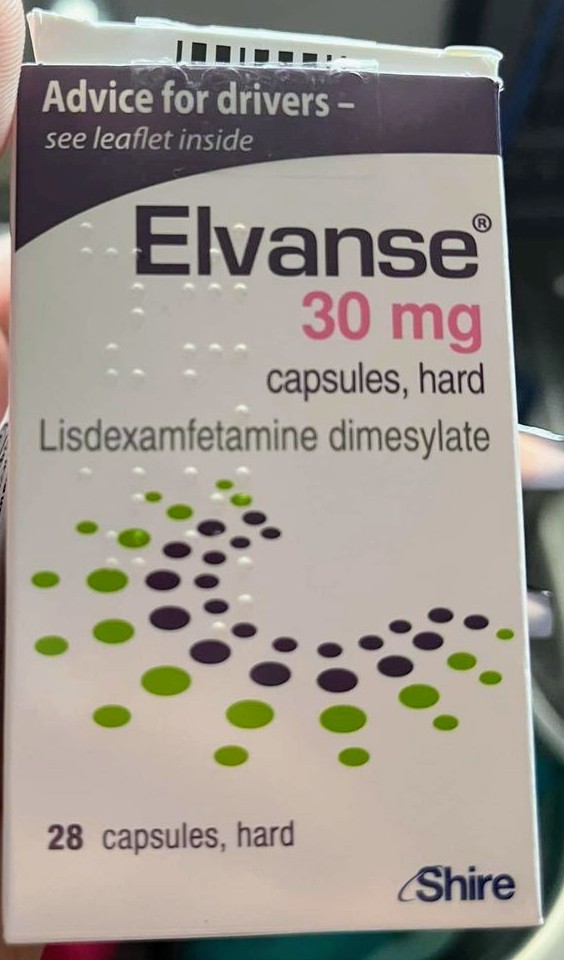 Advice for drivers –
see leaflet inside
Elvanse®
30 mg
capsules, hard
Lisdexamfetamine dimesylate
28 capsules, hard
Shire